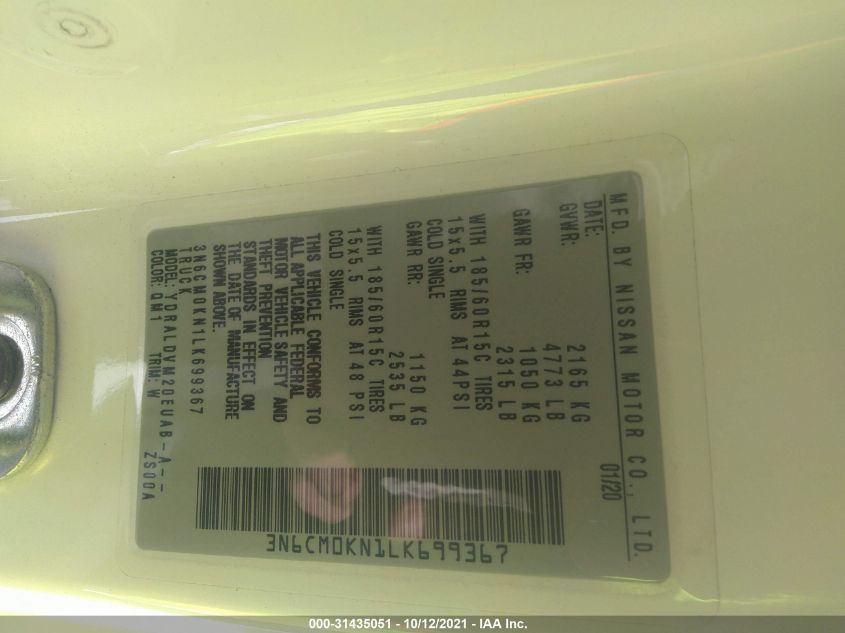 MFD. BY NISSAN MOTOR CO., LTD.
DATE: 01/20
GVWR: 2165 KG
4773 LB
GAWR FR: 1050 KG
2315 LB
WITH 185/60R15C TIRES
15x5.5 RIMS AT 44PSI
COLD SINGLE
GAWR RR: 1150 KG
2535 LB
WITH 185/60R15C TIRES
15x5.5 RIMS AT 48 PSI
COLD SINGLE
THIS VEHICLE CONFORMS TO
ALL APPLICABLE FEDERAL
MOTOR VEHICLE SAFETY AND
THEFT PREVENTION
STANDARDS IN EFFECT ON
THE DATE OF MANUFACTURE
SHOWN ABOVE.
3N6CM0KN1LK699367
TRUCK
MODEL: YDRALDVM20EUAB-A--
COLOR: QM1 TRIM: W ZS00A
3N6CM0KN1LK699367
000-31435051 - 10/12/2021 - IAA Inc.